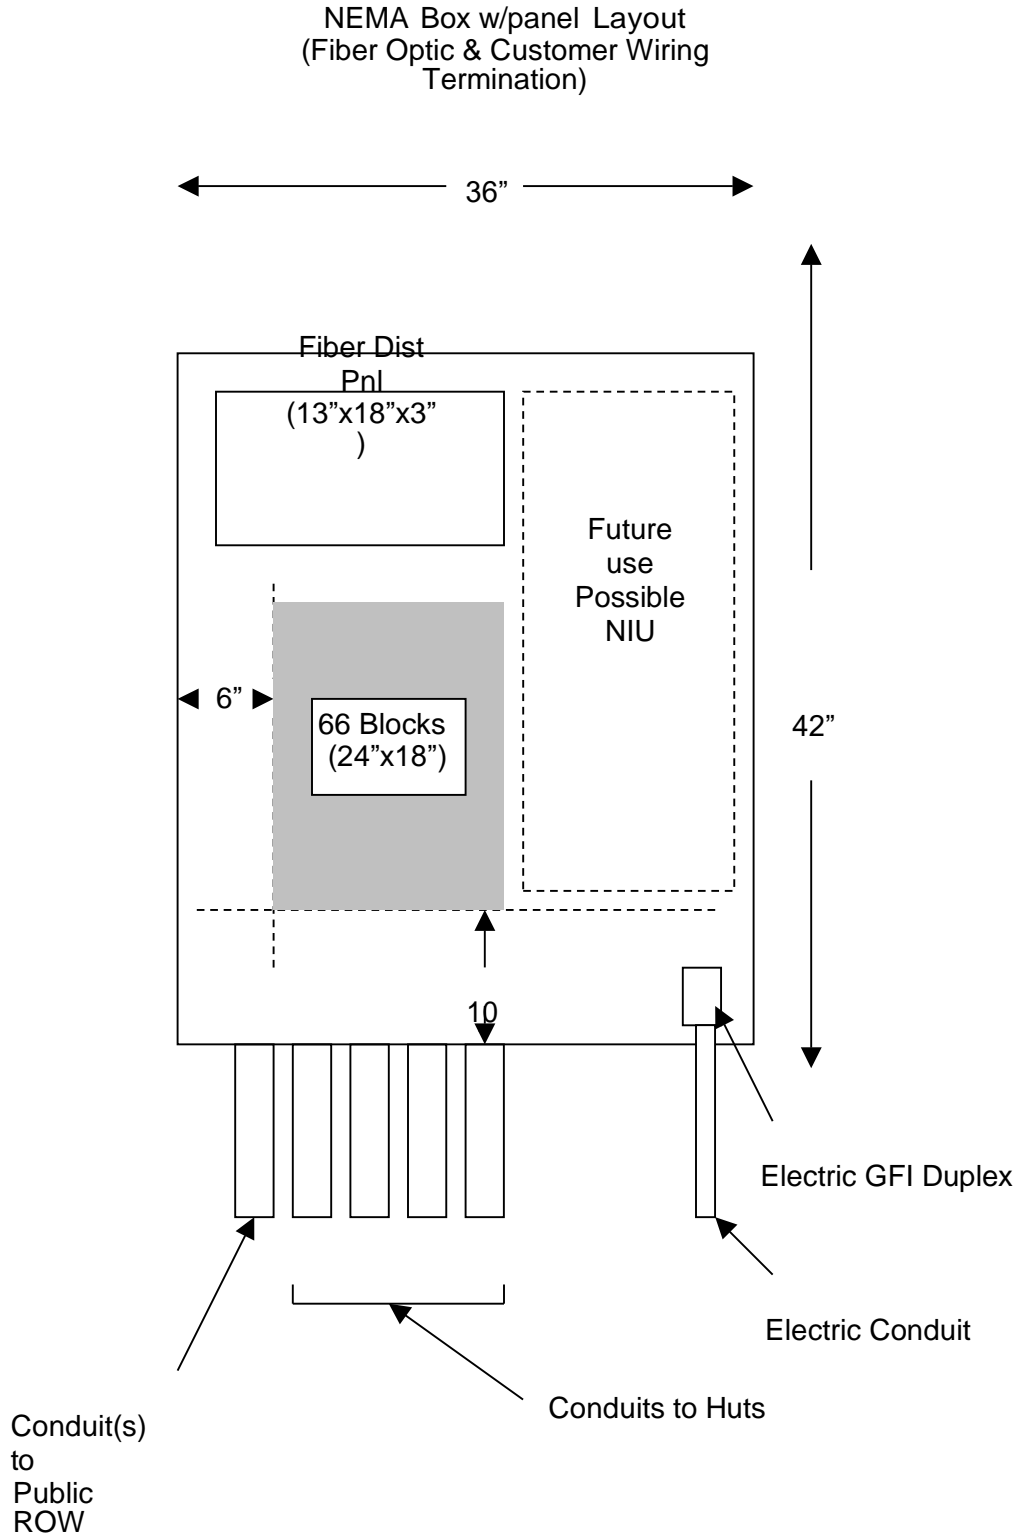 NEMA Box w/panel Layout
(Fiber Optic & Customer Wiring
Termination)
36”
Fiber Dist
Pnl
(13”x18”x3”
)
Future
use
Possible
NIU
6”
66 Blocks
(24”x18”)
42”
10
Electric GFI Duplex
Electric Conduit
Conduits to Huts
Conduit(s)
to
Public
ROW